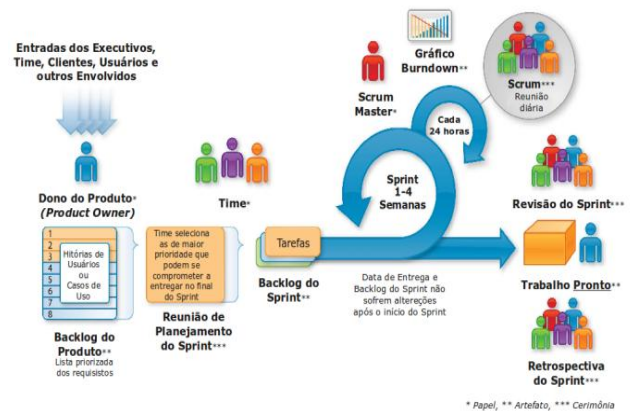 Entradas dos Executivos,
Time, Clientes, Usuários e
outros Envolvidos
Dono do Produto*
(Product Owner)
Time*
Scrum
Master*
Gráfico
Burndown**
Scrum***
Reunião
diária
Cada
24 horas
Sprint
1-4
Semanas
1
2
3
4
5
6
7
8
Hitórias de
Usuários
ou
Casos de
Uso
Backlog do
Produto**
Lista priorizada
dos requisistos
Time seleciona
as de maior
prioridade que
podem se
comprometer a
entregar no final
do Sprint
Reunião de
Planejamento
do Sprint***
Tarefas
Backlog do
Sprint**
Data de Entrega e
Backlog do Sprint não
sofrem alterções
após o início do Sprint
Revisão do Sprint***
Trabalho Pronto**
Retrospectiva
do Sprint***
* Papel, ** Artefato, *** Cerimônia